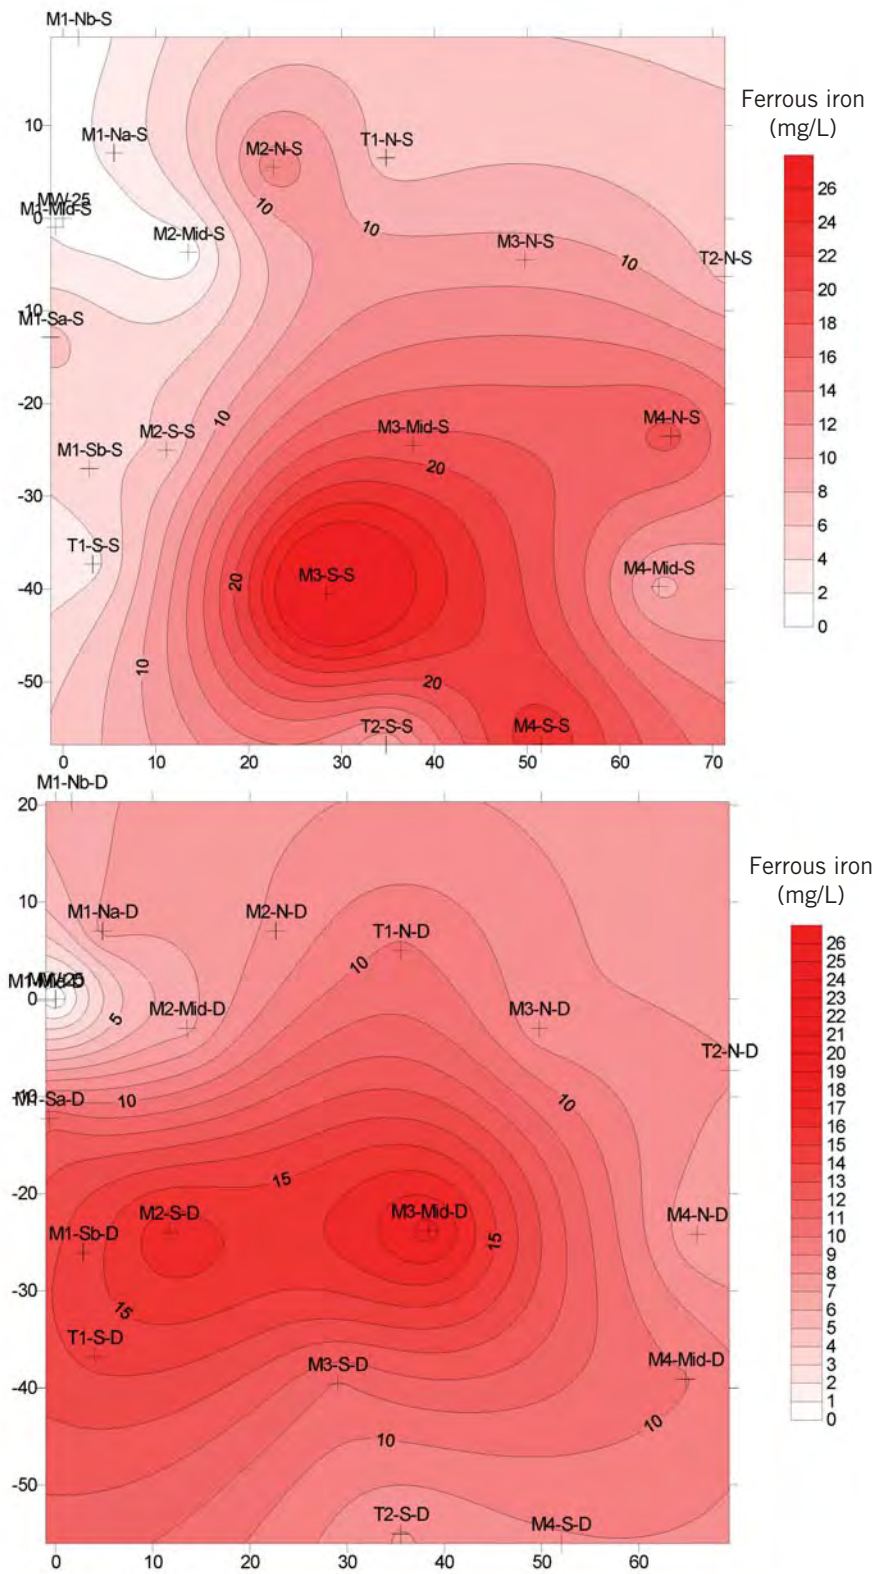 M1-Nb-S
Ferrous iron
(mg/L)
10
M1-Na-S
M2-N-S
T1-N-S
26
24
22
20
18
16
14
12
10
8
6
4
2
0
MW-25
M1-Mid-S
0
10
10
M2-Mid-S
M3-N-S
10
T2-N-S
-10
M1-Sa-S
-20
10
M2-S-S
M3-Mid-S
M4-N-S
M1-Sb-S
20
-30
T1-S-S
20
M3-S-S
M4-Mid-S
-40
10
-50
20
T2-S-S
M4-S-S
0 10 20 30 40 50 60 70
M1-Nb-D
20
Ferrous iron
(mg/L)
10
M1-Na-D
M2-N-D
T1-N-D
26
25
24
23
22
21
20
19
18
17
16
15
14
13
12
11
10
9
8
7
6
5
4
3
2
1
0
10
MW-25
M1-Mid-D
0
5
M2-Mid-D
M3-N-D
T2-N-D
-10
M1-Sa-D
10
10
-20
15
M2-S-D
M3-Mid-D
M4-N-D
M1-Sb-D
15
-30
15
T1-S-D
M3-S-D
M4-Mid-D
-40
10
10
-50
T2-S-D
M4-S-D
0 10 20 30 40 50 60